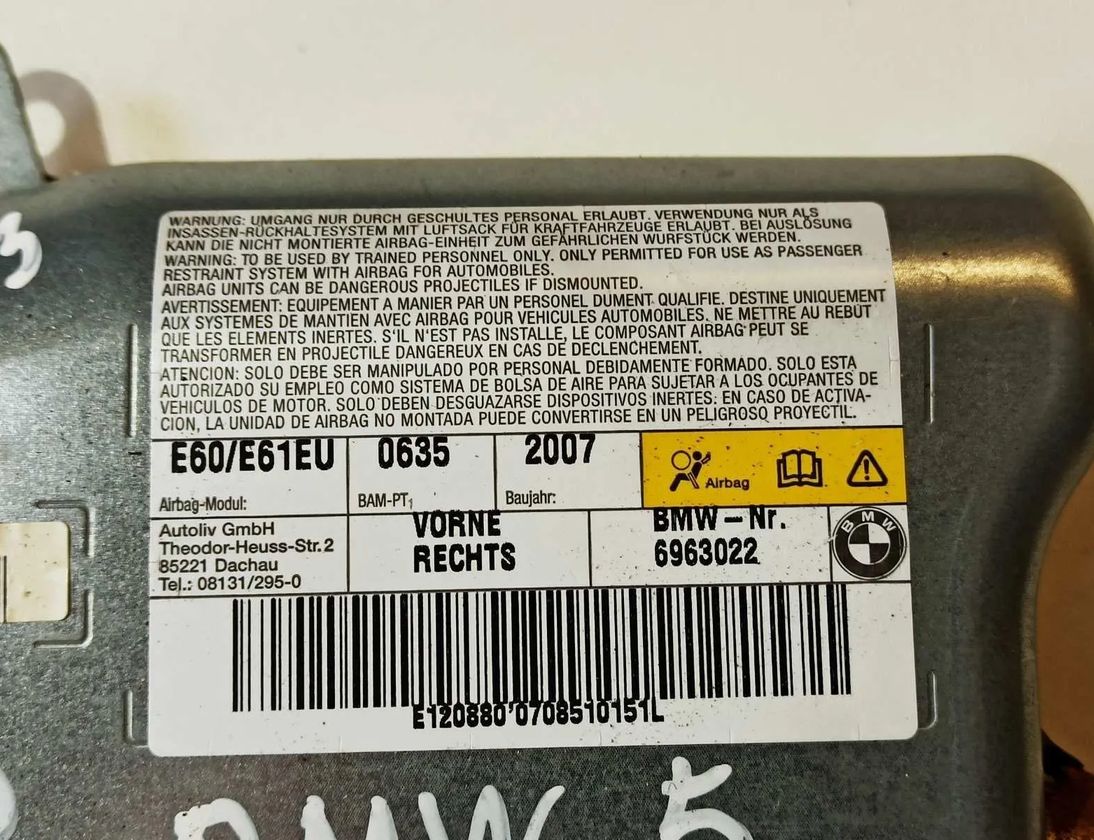 WARNUNG: UMGANG NUR DURCH GESCHULTES PERSONAL ERLAUBT. VERWENDUNG NUR ALS
INSASSEN-RÜCKHALTESYSTEM MIT LUFTSACK FÜR KRAFTFAHRZEUGE ERLAUBT. BEI AUSLÖSUNG
KANN DIE NICHT MONTIERTE AIRBAG-EINHEIT ZUM GEFÄHRLICHEN WURFSTÜCK WERDEN.
WARNING: TO BE USED BY TRAINED PERSONNEL ONLY. ONLY PERMITTED FOR USE AS PASSENGER
RESTRAINT SYSTEM WITH AIRBAG FOR AUTOMOBILES.
AIRBAG UNITS CAN BE DANGEROUS PROJECTILES IF DISMOUNTED.
AVERTISSEMENT: EQUIPEMENT A MANIER PAR UN PERSONEL DUMENT QUALIFIE. DESTINE UNIQUEMENT
AUX SYSTEMES DE MANTIEN AVEC AIRBAG POUR VEHICULES AUTOMOBILES. NE METTRE AU REBUT
QUE LES ELEMENTS INERTES. S'IL N'EST PAS INSTALLE, LE COMPOSANT AIRBAG PEUT SE
TRANSFORMER EN PROJECTILE DANGEREUX EN CAS DE DECLENCHEMENT.
ATENCION: SOLO DEBE SER MANIPULADO POR PERSONAL DEBIDAMENTE FORMADO. SOLO ESTA
AUTORIZADO SU EMPLEO COMO SISTEMA DE BOLSA DE AIRE PARA SUJETAR A LOS OCUPANTES DE
VEHICULOS DE MOTOR. SOLO DEBEN DESGUAZARSE DISPOSITIVOS INERTES. EN CASO DE ACTIVA-
CION, LA UNIDAD DE AIRBAG NO MONTADA PUEDE CONVERTIRSE EN UN PELIGROSO PROYECTIL.
E60/E61EU 0635 2007
Airbag-Modul: BAM-PT1 Baujahr: Airbag
Autoliv GmbH
Theodor-Heuss-Str.2
85221 Dachau
Tel.: 08131/295-0
VORNE
RECHTS
BMW-Nr.
6963022
BMW
E120880'0708510151L
3
BMW 5